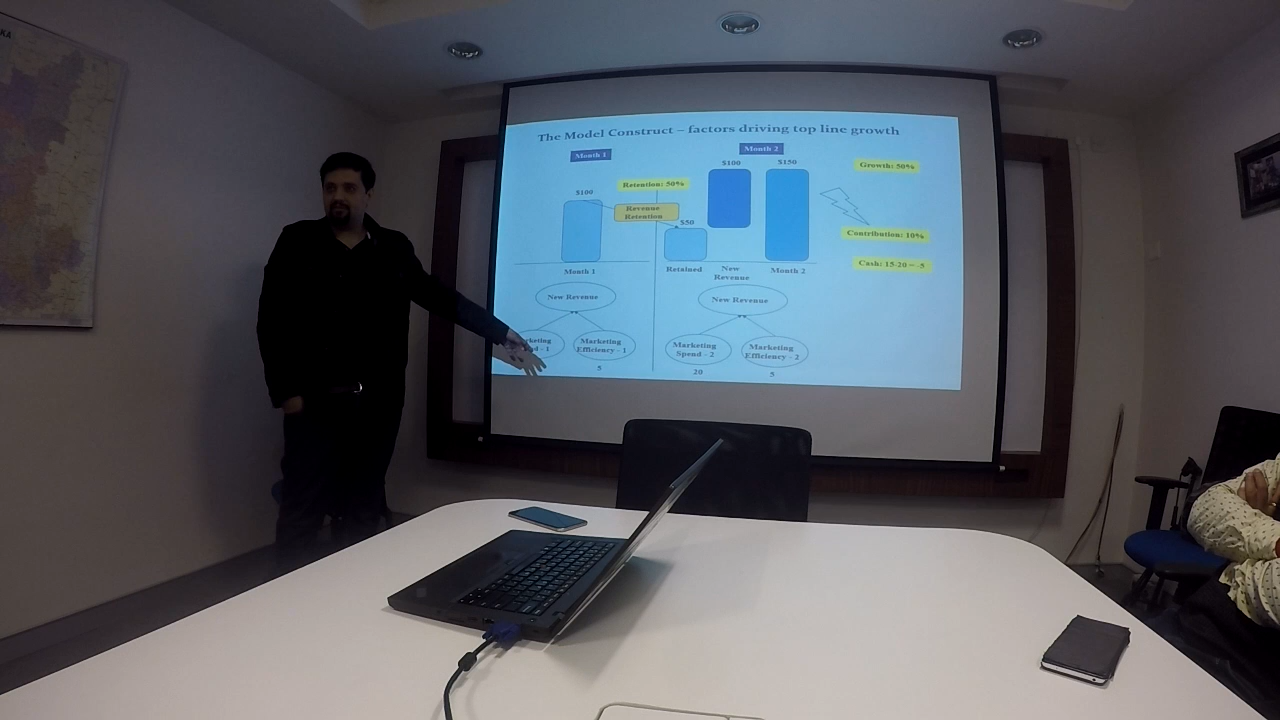 KA
The Model Construct – factors driving top line growth
Month 1
Month 2
$100
$150
Growth: 50%
Retention: 50%
$100
Revenue
Retention
$50
Contribution: 10%
Cash: 15-20 = -5
Month 1
Retained
New
Revenue
Month 2
New Revenue
New Revenue
Marketing
Efficiency - 1
Marketing
Spend - 2
Marketing
Efficiency - 2
5
20
5